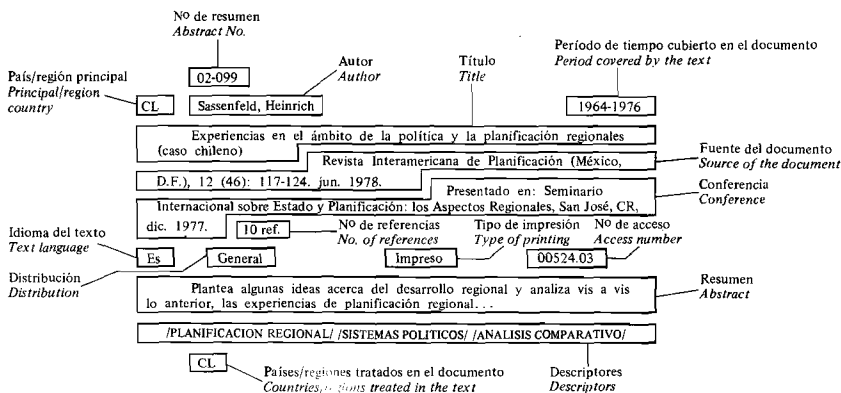 Nº de resumen
Abstract No.
Período de tiempo cubierto en el documento
Period covered by the text
Autor
Author
Título
Title
País/región principal
Principal/region
country
02-099
CL
Sassenfeld, Heinrich
1964-1976
Experiencias en el ámbito de la política y la planificación regionales
(caso chileno)
Revista Interamericana de Planificación (México,
D.F.), 12 (46): 117-124. jun. 1978.
Fuente del documento
Source of the document
Presentado en: Seminario
Internacional sobre Estado y Planificación: los Aspectos Regionales, San José, CR,
dic. 1977.
Conferencia
Conference
10 ref.
Nº de referencias
No. of references
Tipo de impresión
Type of printing
Nº de acceso
Access number
Idioma del texto
Text language
Es
General
Impreso
00524.03
Distribución
Distribution
Plantea algunas ideas acerca del desarrollo regional y analiza vis a vis
lo anterior, las experiencias de planificación regional...
Resumen
Abstract
/PLANIFICACION REGIONAL/ /SISTEMAS POLITICOS/ /ANALISIS COMPARATIVO/
CL
Países/regiones tratados en el documento
Countries, regions treated in the text
Descriptores
Descriptors